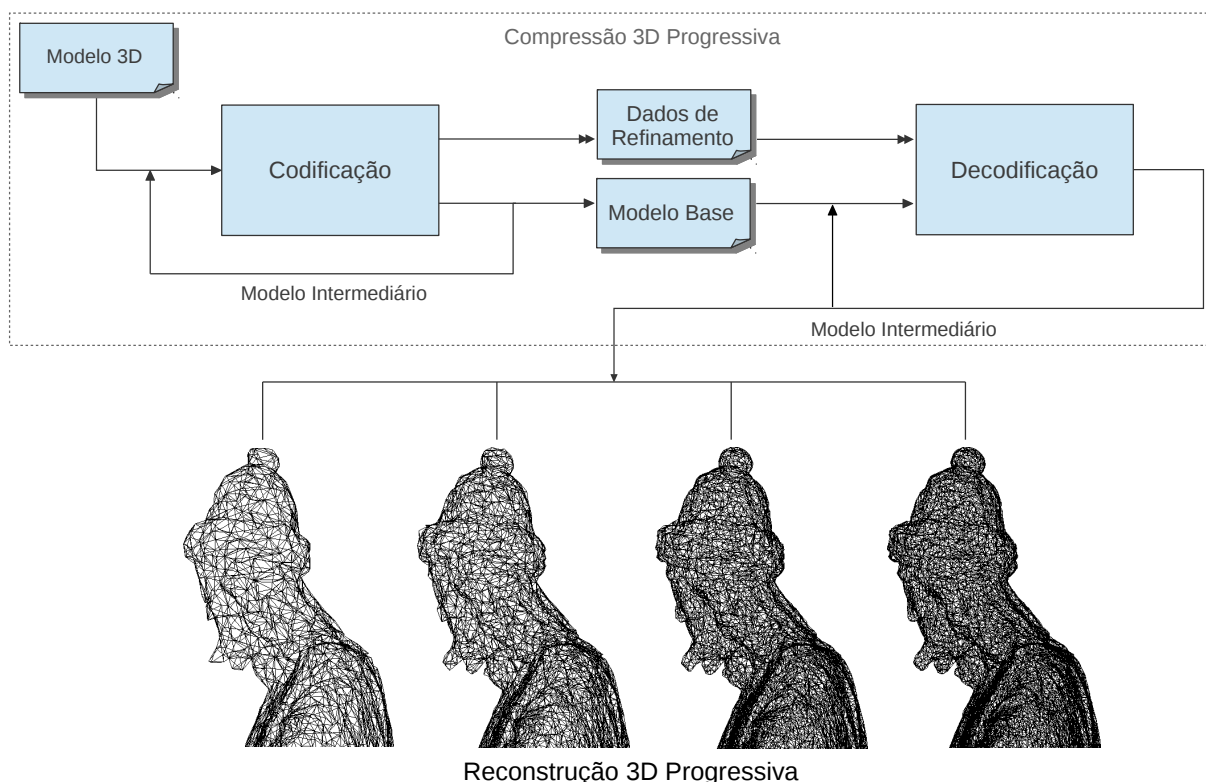 Compressão 3D Progressiva
Modelo 3D
Codificação
Dados de
Refinamento
Modelo Base
Decodificação
Modelo Intermediário
Modelo Intermediário
Reconstrução 3D Progressiva